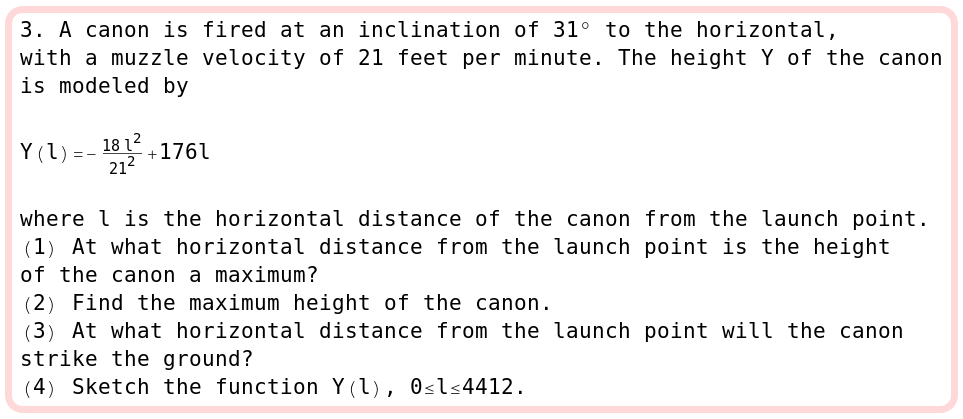 3. A canon is fired at an inclination of 31° to the horizontal,
with a muzzle velocity of 21 feet per minute. The height Y of the canon
is modeled by
Y(l)=-\frac{18 l^2}{21^2}+176l
where l is the horizontal distance of the canon from the launch point.
(1) At what horizontal distance from the launch point is the height
of the canon a maximum?
(2) Find the maximum height of the canon.
(3) At what horizontal distance from the launch point will the canon
strike the ground?
(4) Sketch the function Y(l), 0≤l≤4412.